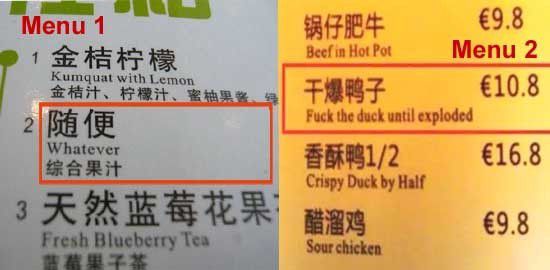 Menu 1
1 金桔柠檬
Kumquat with Lemon
金桔汁、柠檬汁、蜜柚果酱、绿
2 随便
Whatever
综合果汁
3 天然蓝莓花果
Fresh Blueberry Tea
蓝莓果子茶
锅仔肥牛 €9.8
Beef in Hot Pot
Menu 2
干爆鸭子 €10.8
Fuck the duck until exploded
香酥鸭1/2 €16.8
Crispy Duck by Half
醋溜鸡 €9.8
Sour chicken